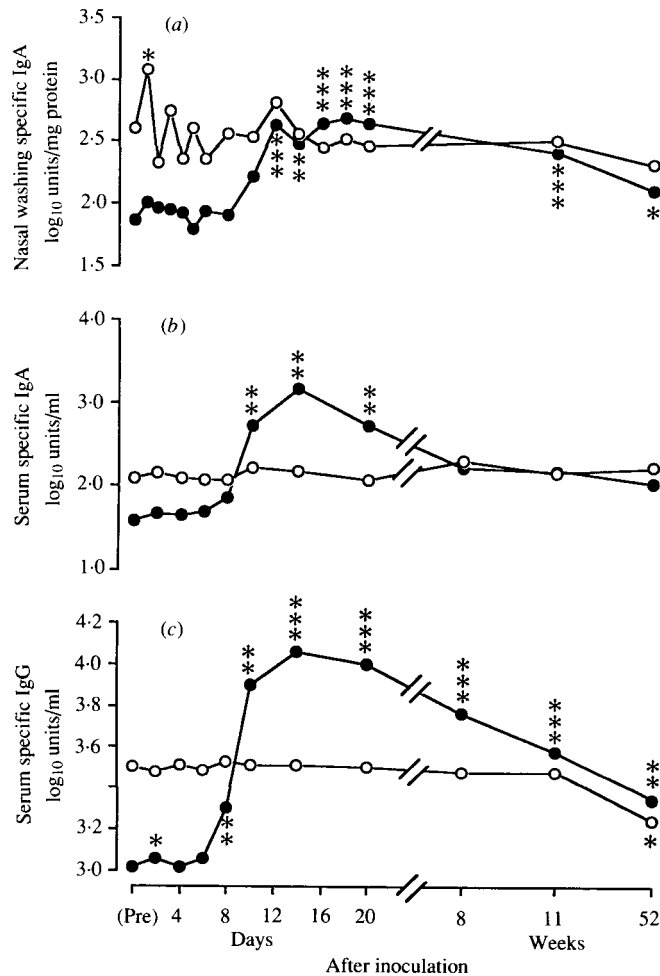 (a)
Nasal washing specific IgA
log10 units/mg protein
3·0
2·5
2·0
1·5
*
***
**
***
***
***
***
*
(b)
Serum specific IgA
log10 units/ml
4·0
3·0
2·0
1·0
**
**
**
(c)
Serum specific IgG
log10 units/ml
4·2
4·0
3·8
3·6
3·2
3·0
*
**
**
***
***
***
***
**
*
(Pre) 4 8 12 16 20 8 11 52
Days Weeks
After inoculation